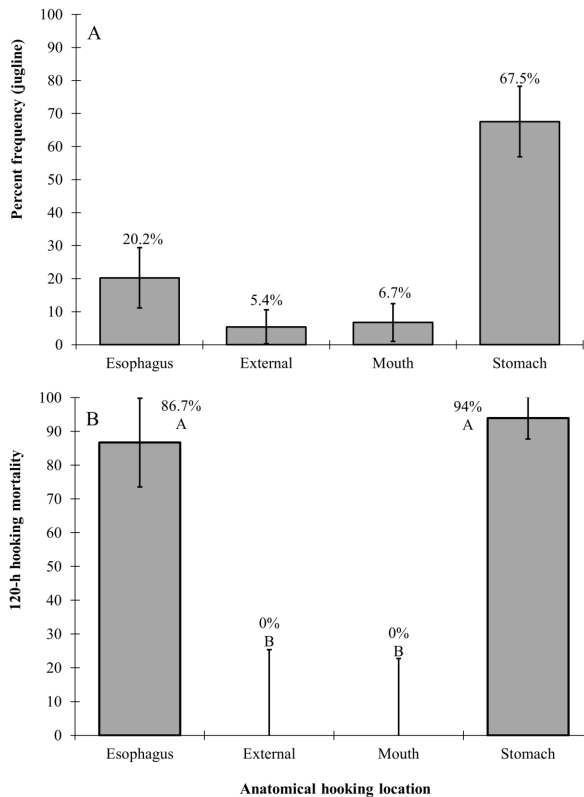 A
Percent frequency (jugline)
100
90
80
70
60
50
40
30
20
10
0
20.2%
5.4%
6.7%
67.5%
Esophagus External Mouth Stomach
B
120-h hooking mortality
100
90
80
70
60
50
40
30
20
10
0
86.7%
A
0%
B
0%
B
94%
A
Esophagus External Mouth Stomach
Anatomical hooking location